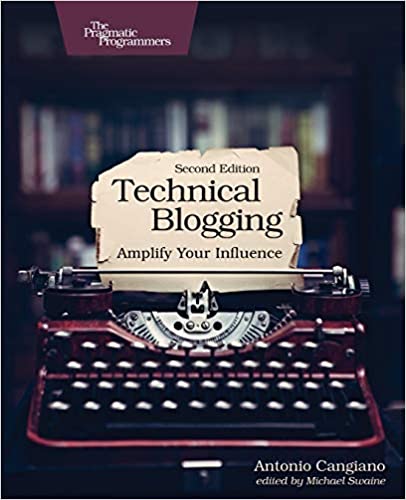 The
Pragmatic
Programmers
Second Edition
Technical
Blogging
Amplify Your Influence
Antonio Cangiano
edited by Michael Swaine